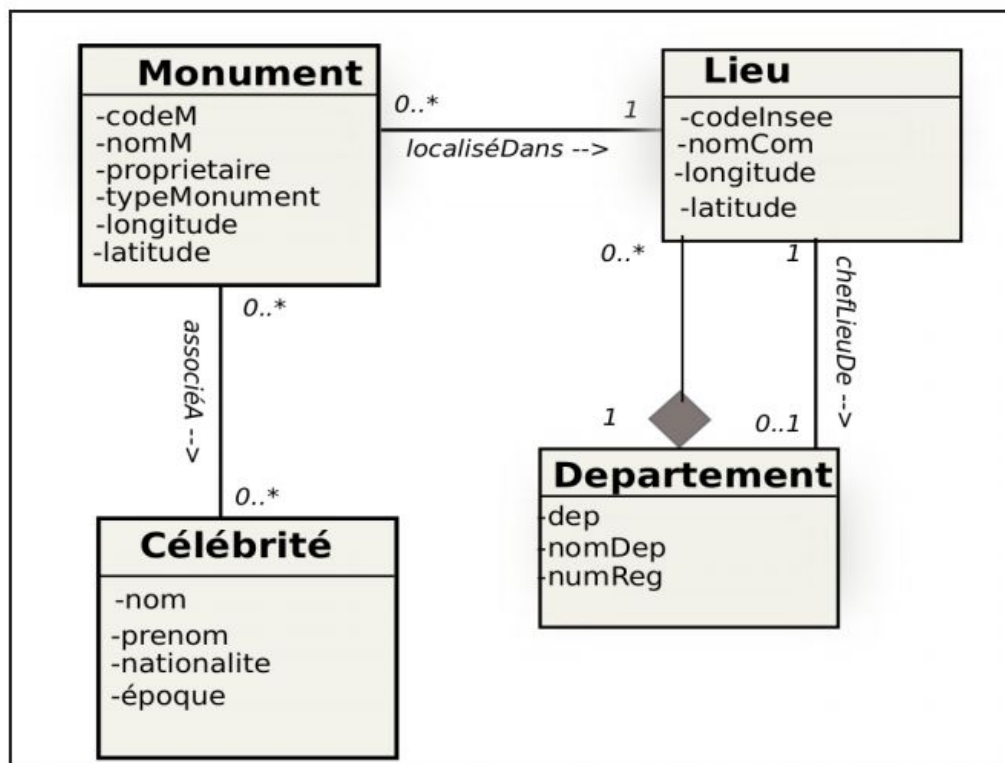 Monument
-codeM
-nomM
-proprietaire
-typeMonument
-longitude
-latitude
0..*
1
localiséDans -->
Lieu
-codeInsee
-nomCom
-longitude
-latitude
0..*
1
chefLieuDe -->
1
0..1
Departement
-dep
-nomDep
-numReg
0..*
associéA -->
0..*
Célébrité
-nom
-prenom
-nationalite
-époque